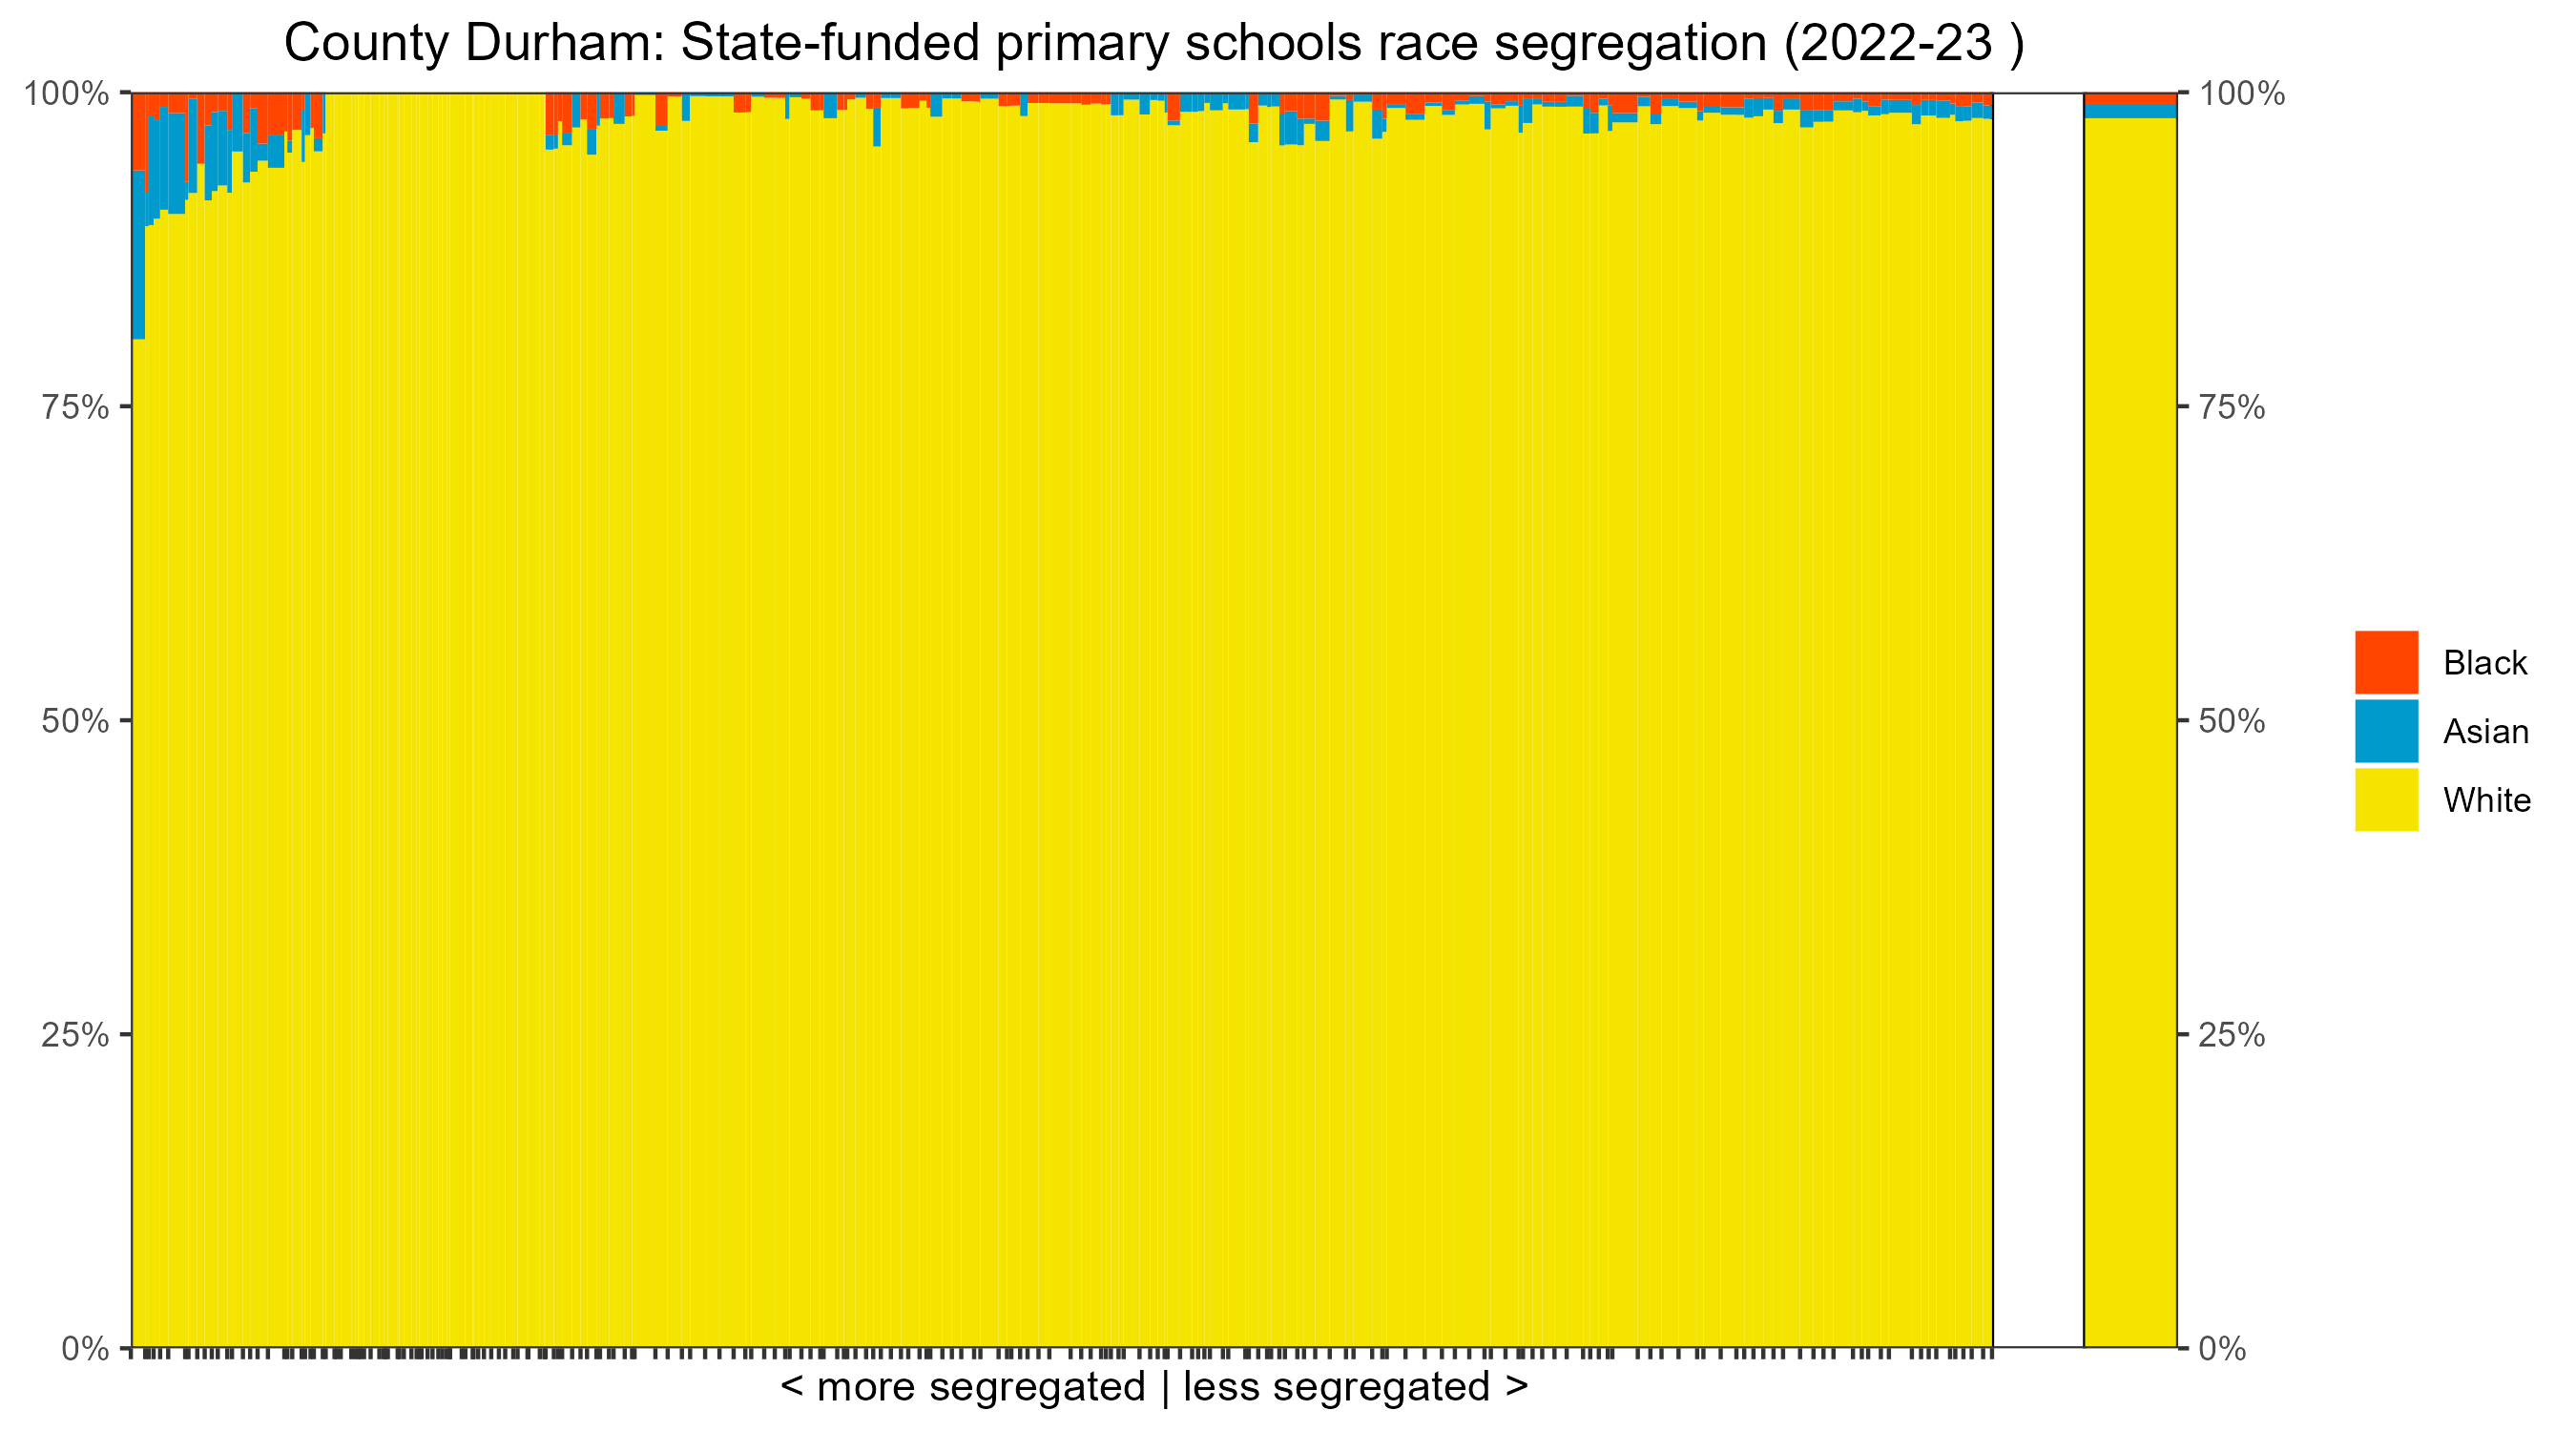 County Durham: State-funded primary schools race segregation (2022-23 )
100%
75%
50%
25%
0%
100%
75%
50%
25%
0%
Black
Asian
White
< more segregated | less segregated >